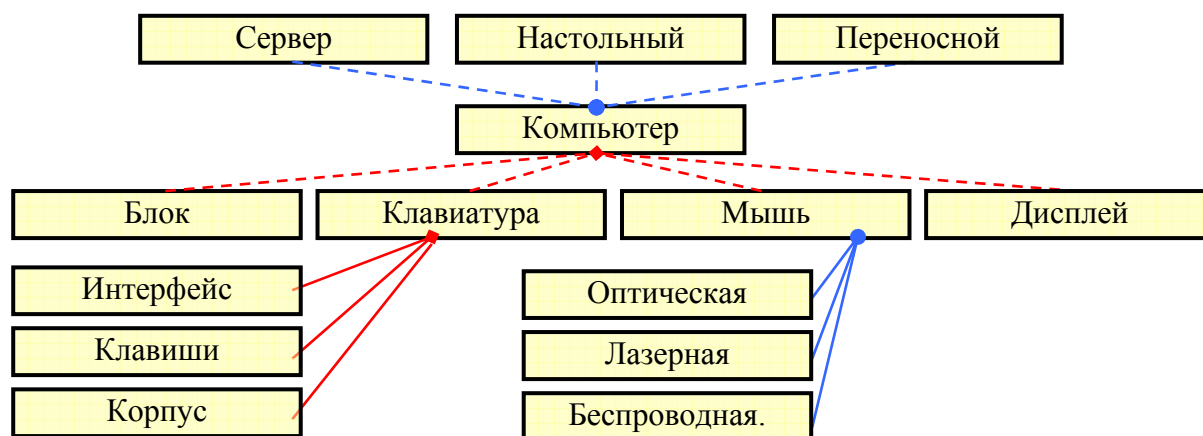 Сервер
Настольный
Переносной
Компьютер
Блок
Клавиатура
Мышь
Дисплей
Интерфейс
Клавиши
Корпус
Оптическая
Лазерная
Беспроводная.